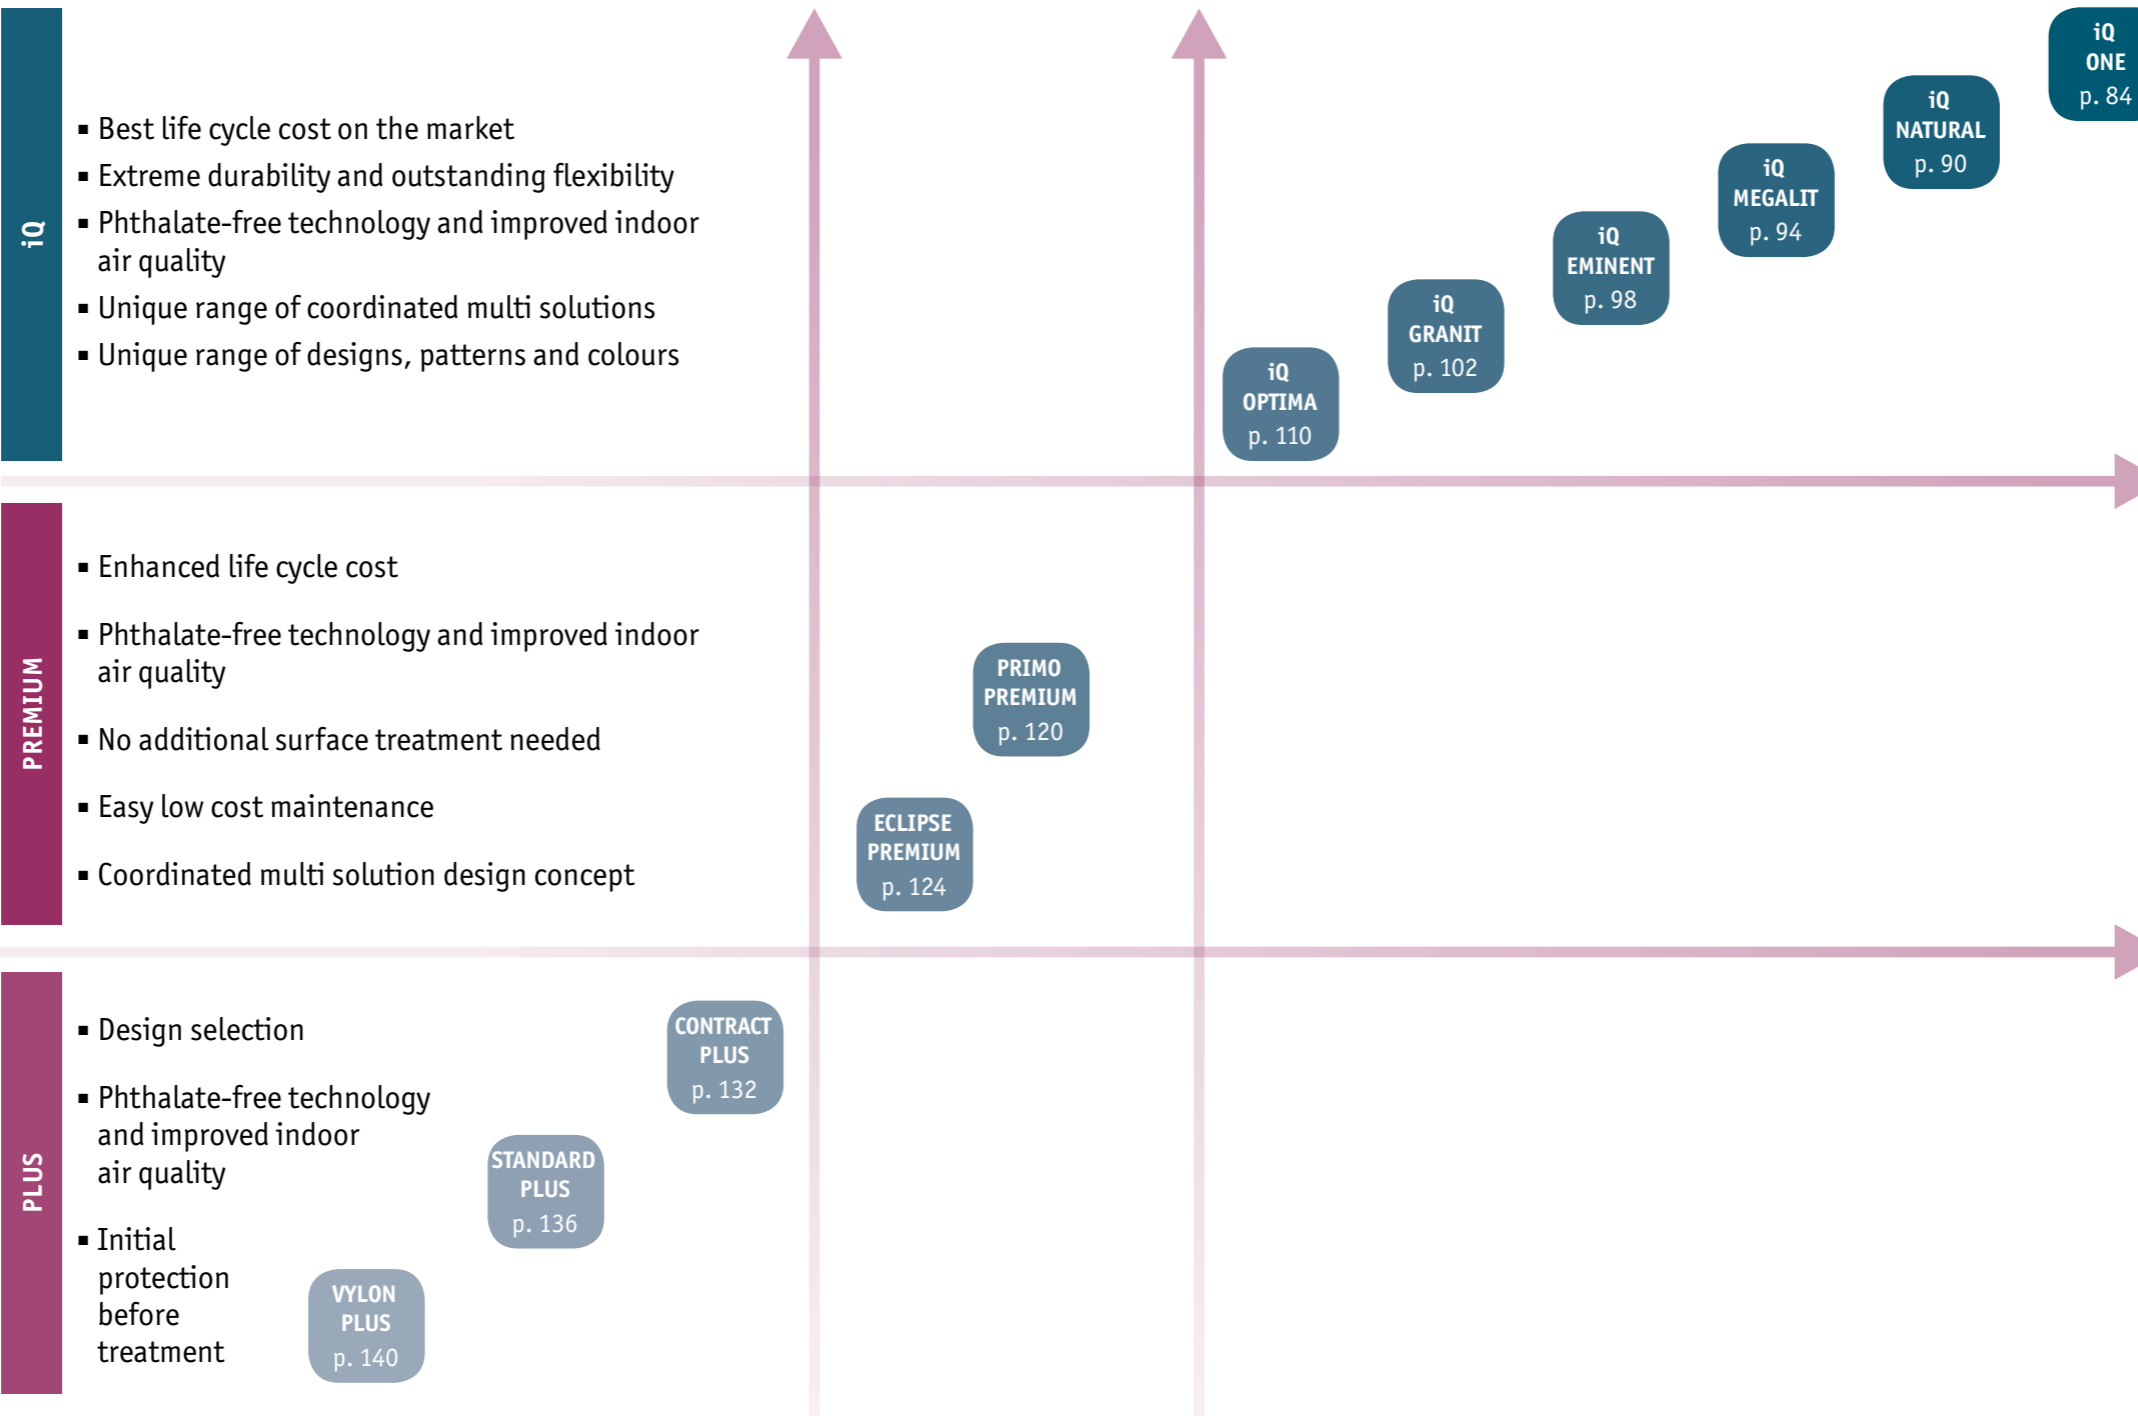 iQ
▪ Best life cycle cost on the market
▪ Extreme durability and outstanding flexibility
▪ Phthalate-free technology and improved indoor
air quality
▪ Unique range of coordinated multi solutions
▪ Unique range of designs, patterns and colours
iQ
ONE
p. 84
iQ
NATURAL
p. 90
iQ
MEGALIT
p. 94
iQ
EMINENT
p. 98
iQ
GRANIT
p. 102
iQ
OPTIMA
p. 110
PREMIUM
▪ Enhanced life cycle cost
▪ Phthalate-free technology and improved indoor
air quality
▪ No additional surface treatment needed
▪ Easy low cost maintenance
▪ Coordinated multi solution design concept
PRIMO
PREMIUM
p. 120
ECLIPSE
PREMIUM
p. 124
PLUS
▪ Design selection
▪ Phthalate-free technology
and improved indoor
air quality
▪ Initial
protection
before
treatment
CONTRACT
PLUS
p. 132
STANDARD
PLUS
p. 136
VYLON
PLUS
p. 140